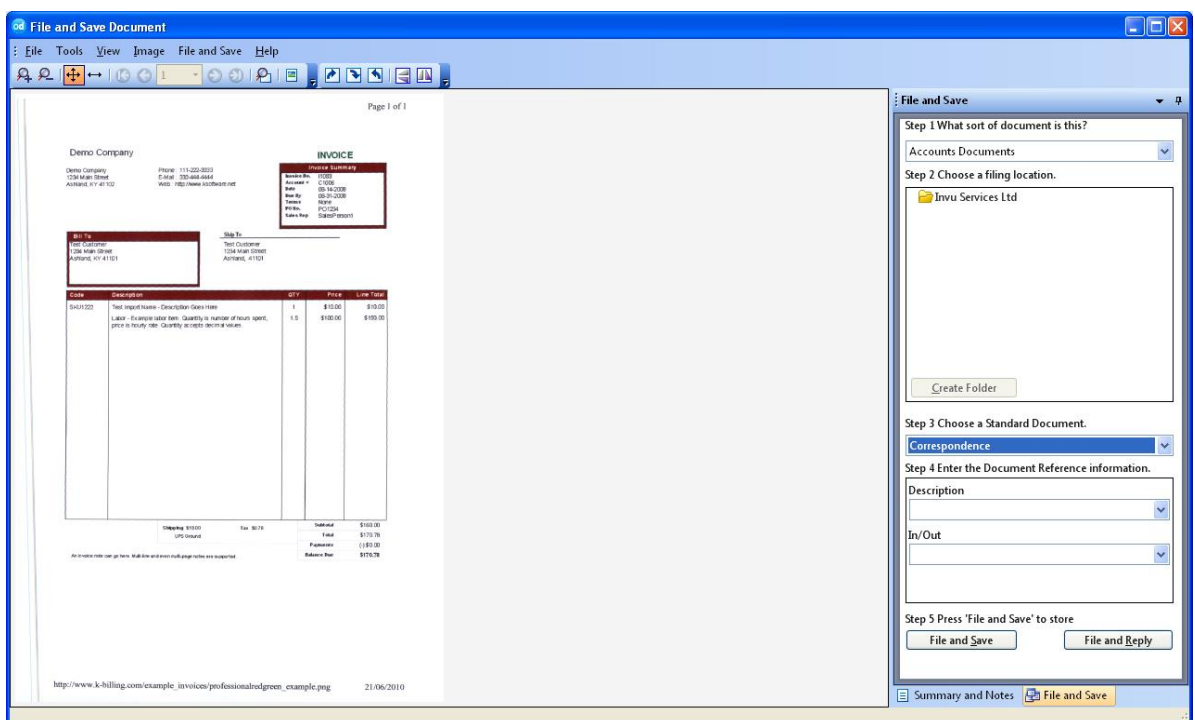 od File and Save Document
File Tools View Image File and Save Help
1
Page 1 of 1
Demo Company
INVOICE
Demo Company
1234 Main Street
Ashland, KY 41102
Phone: 111-222-3333
E-Mail: 332-444-4444
Web: http://www.ksoftware.net
Invoice Summary
Invoice No. I1083
Account # C1006
Date 08-14-2008
Due By 08-31-2008
Terms None
PO No. PO1234
Sales Rep SalesPerson1
Bill To
Test Customer
1234 Main Street
Ashland, KY 41101
Ship To
Test Customer
1234 Main Street
Ashland, 41101
Code Description QTY Price Line Total
SKU1222 Test Import Name - Description Goes Here 1 $10.00 $10.00
Labor - Example labor item. Quantity is number of hours spent, 1.5 $100.00 $150.00
price is hourly rate. Quantity accepts decimal values
Shipping $10.00 Tax $0.78
UPS Ground
Subtotal $160.00
Total $170.78
Payments (-) $0.00
Balance Due $170.78
An invoice note can go here. Multi-line and even multi-page notes are supported.
http://www.k-billing.com/example_invoices/professionalredgreen_example.png 21/06/2010
File and Save
Step 1 What sort of document is this?
Accounts Documents
Step 2 Choose a filing location.
Invu Services Ltd
Create Folder
Step 3 Choose a Standard Document.
Correspondence
Step 4 Enter the Document Reference information.
Description
In/Out
Step 5 Press 'File and Save' to store
File and Save File and Reply
Summary and Notes File and Save